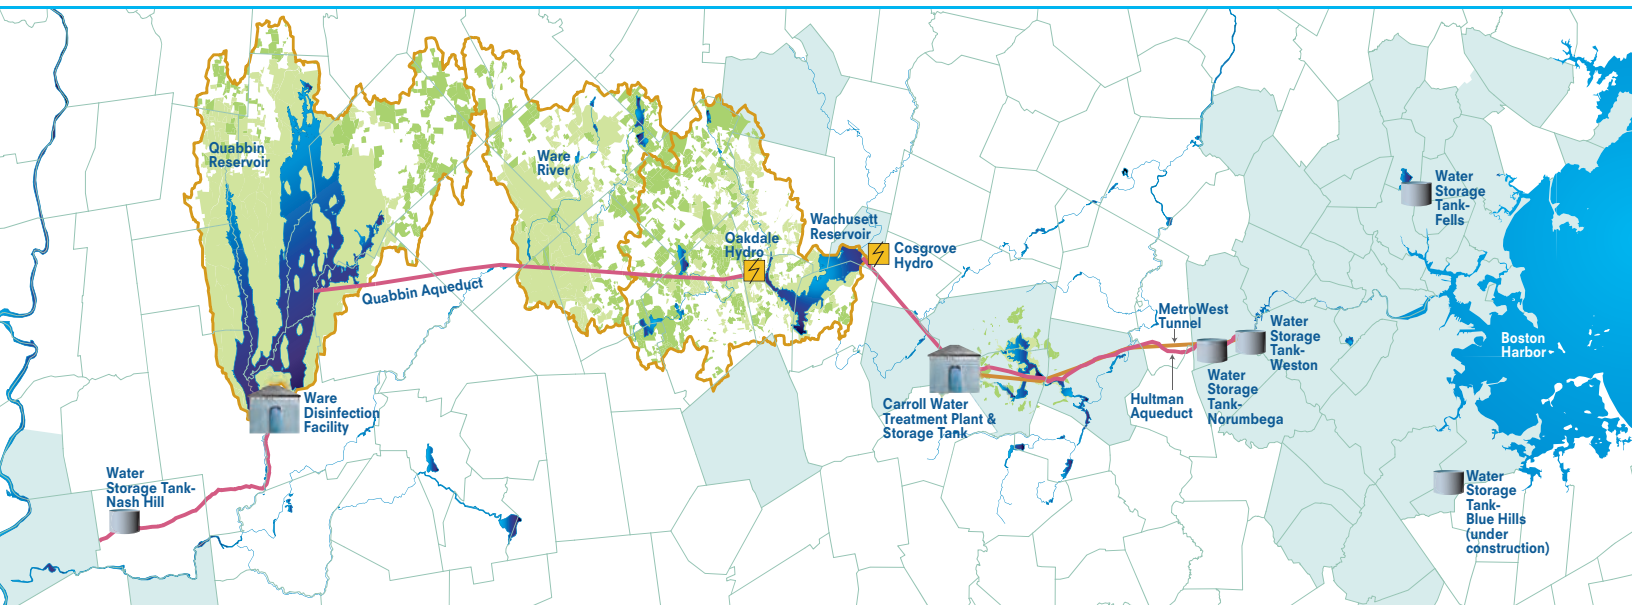 Quabbin
Reservoir
Ware
River
Oakdale
Hydro
Wachusett
Reservoir
Cosgrove
Hydro
Water
Storage
Tank-
Fells
Quabbin Aqueduct
MetroWest
Tunnel
Water
Storage
Tank-
Weston
Boston
Harbor
Ware
Disinfection
Facility
Carroll Water
Treatment Plant &
Storage Tank
Hultman
Aqueduct
Water
Storage
Tank-
Norumbega
Water
Storage Tank-
Nash Hill
Water
Storage
Tank-
Blue Hills
(under
construction)